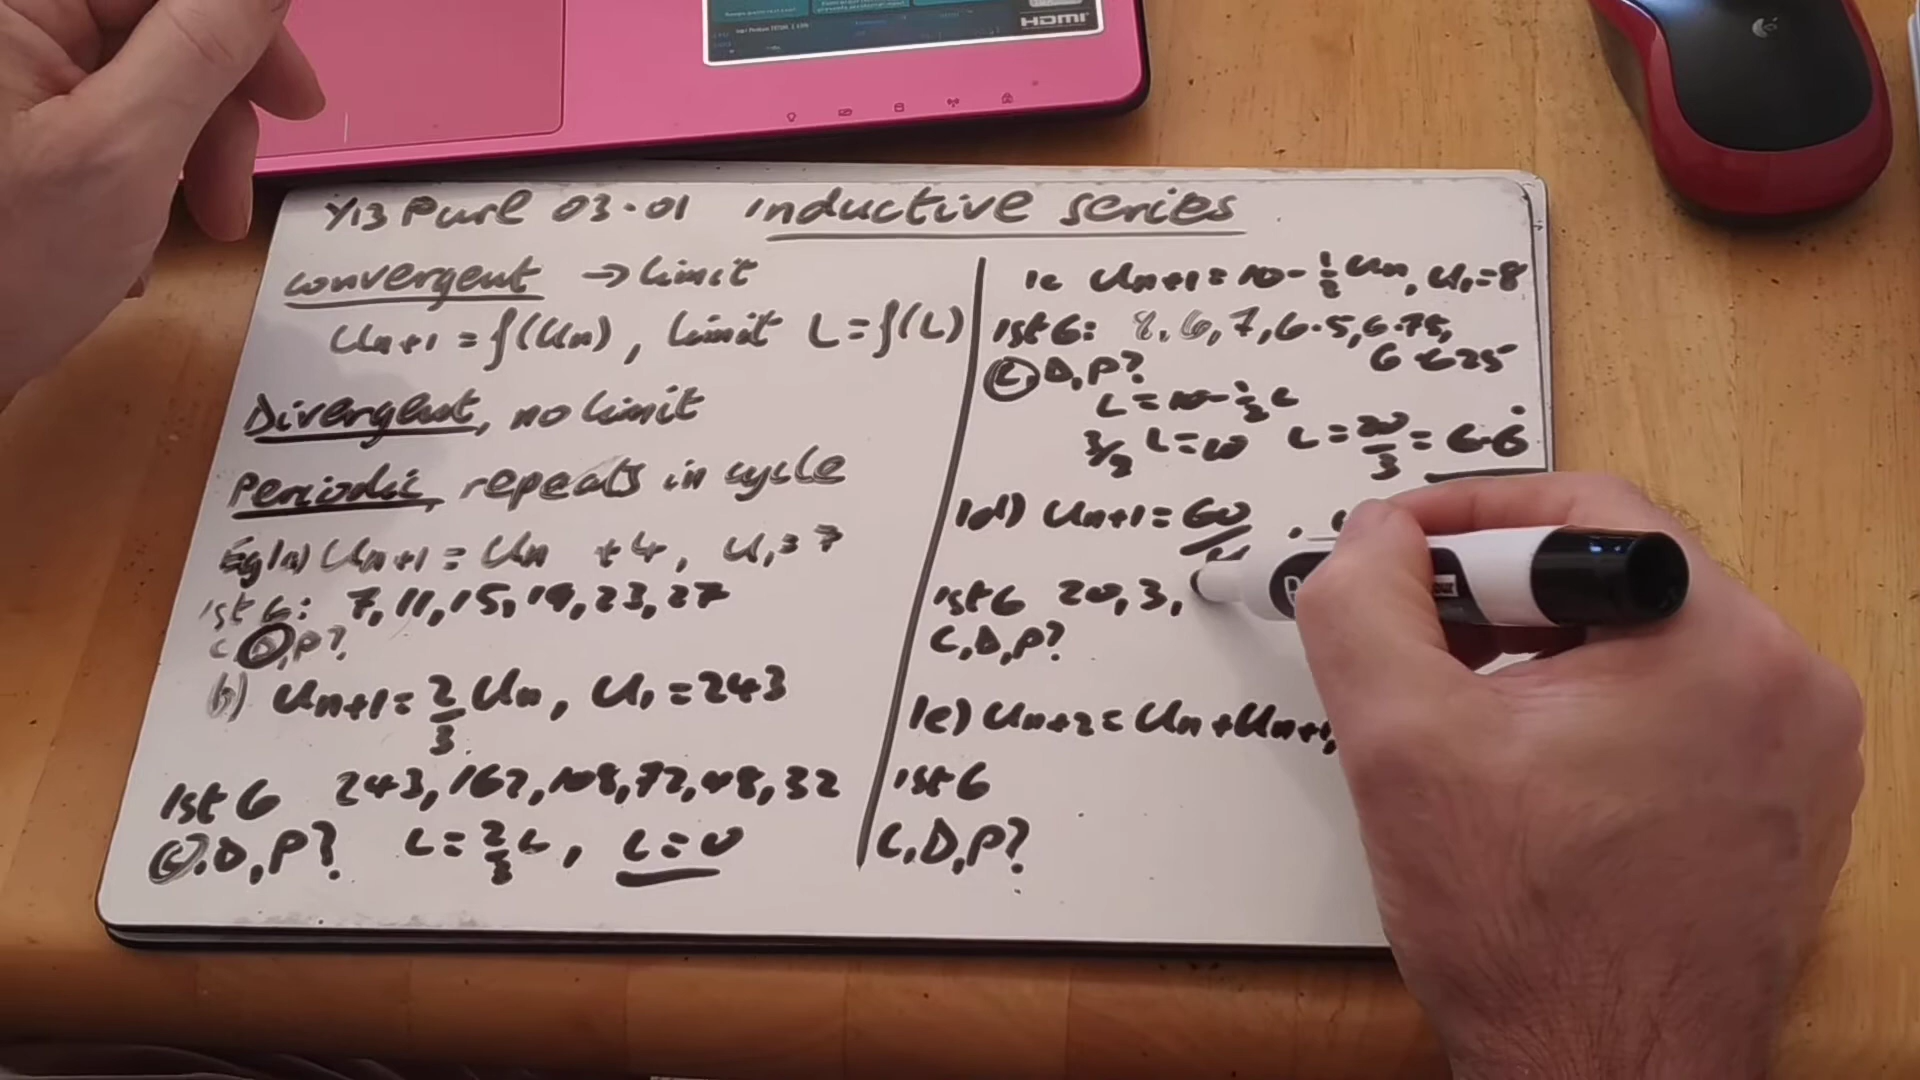 Y13 Pure 03.01 inductive series
convergent → limit
Un+1 = f(Un), limit L = f(L)
Divergent, no limit
Periodic, repeats in cycle
Eg 1a) Un+1 = Un + 4, U1 = 7
1st 6: 7, 11, 15, 19, 23, 27
C, D, P?
b) Un+1 = 2/3 Un, U1 = 243
1st 6 243, 162, 108, 72, 48, 32
C, D, P? L = 2/3 L, L = 0
1c Un+1 = 10 - 1/2 Un, U1 = 8
1st 6: 8, 6, 7, 6.5, 6.75,
6.625
C, D, P?
L = 10 - 1/2 L
3/2 L = 10 L = 20/3 = 6.6̇
1d) Un+1 = 60/U
1st 6 20, 3,
C, D, P?
1e) Un+2 = Un + Un+1,
1st 6
C, D, P?
HDMI